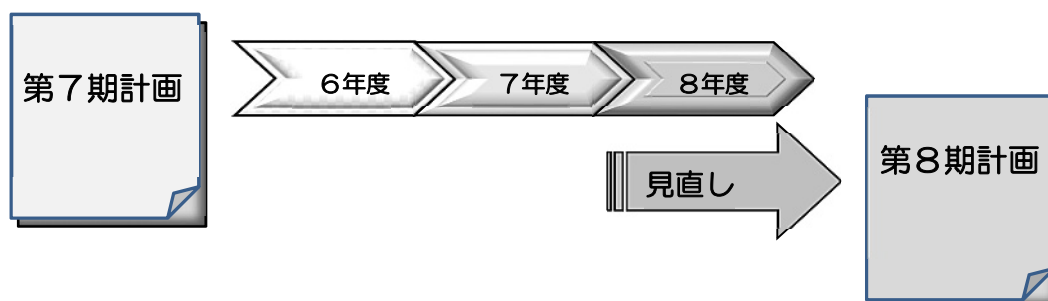 第７期計画
６年度
７年度
８年度
見直し
第８期計画